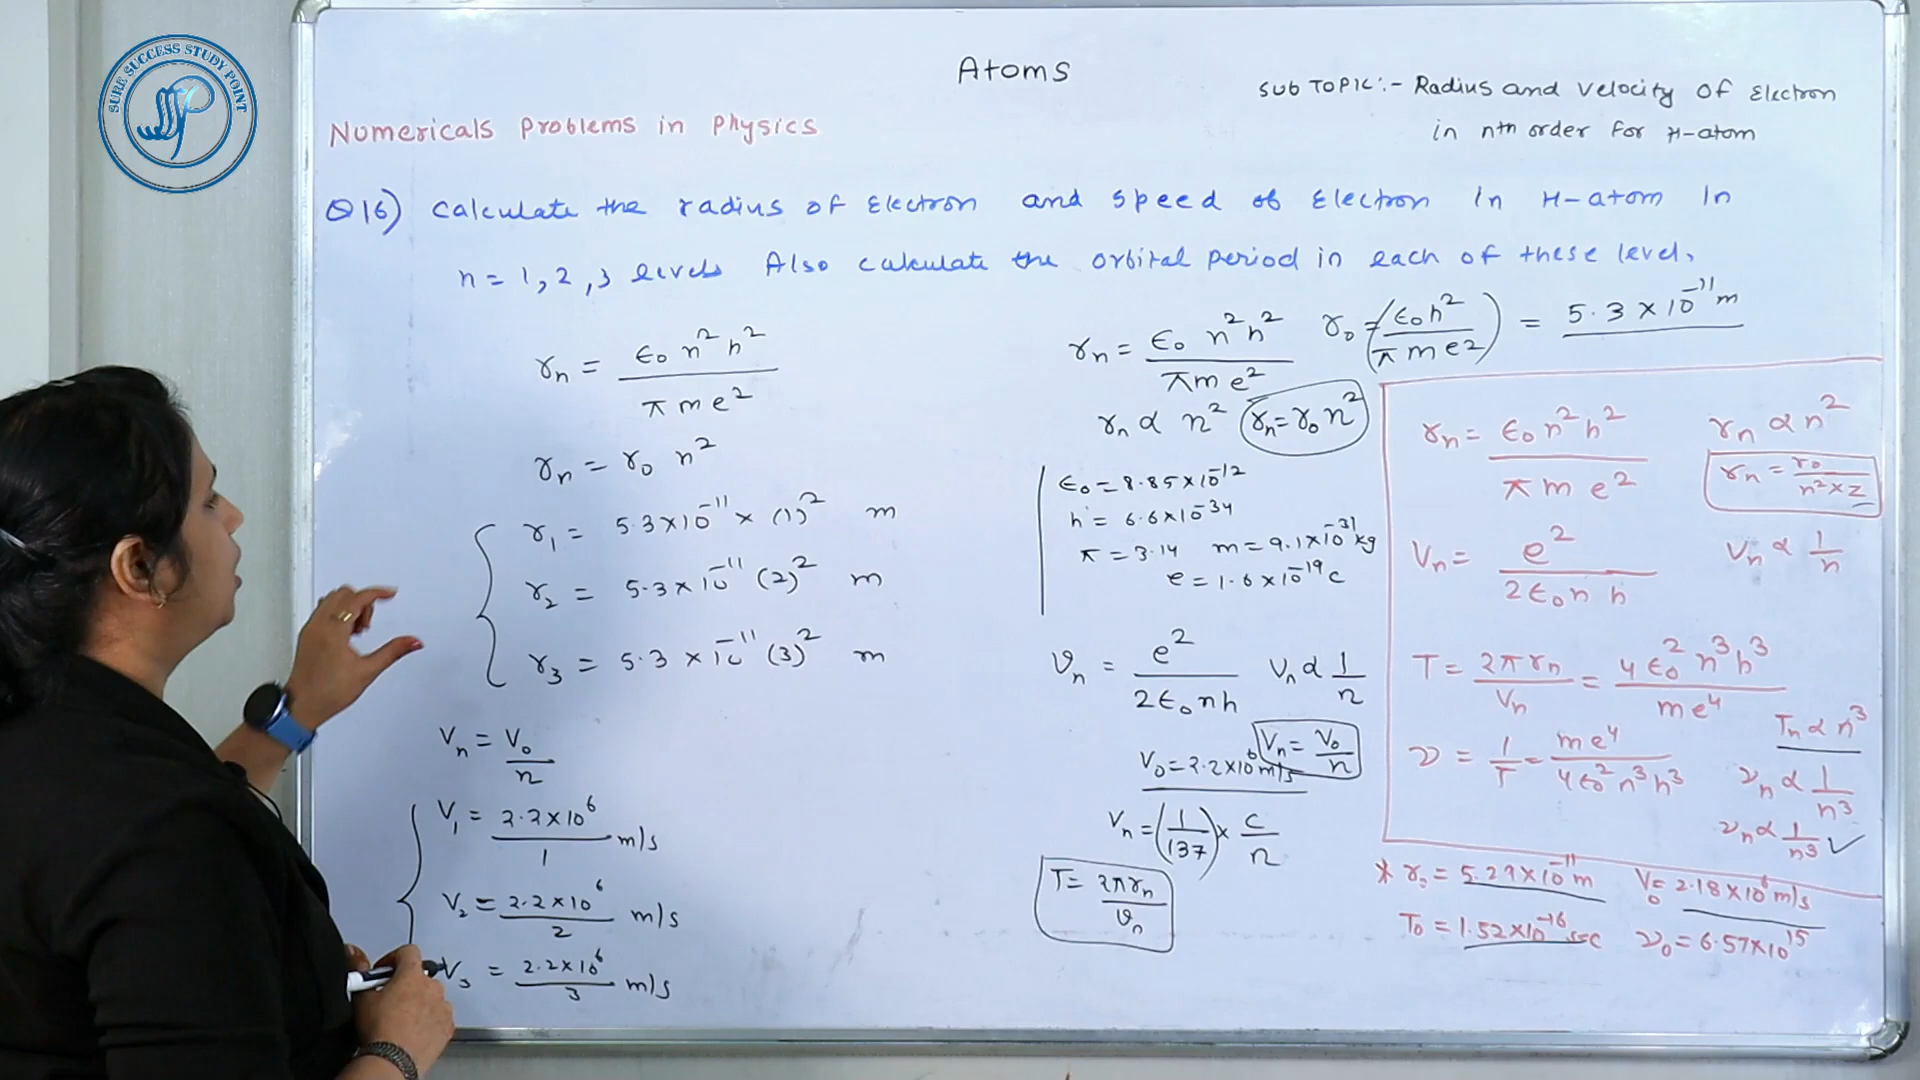 SURE SUCCESS STUDY POINT
SSP
Atoms
SUB TOPIC :- Radius and velocity of Electron
in nth order for H-atom
Numericals Problems in Physics
Q16) Calculate the radius of Electron and speed of Electron in H-atom in
n = 1, 2, 3 levels Also calculate the orbital period in each of these level.
rₙ = ϵ₀ n² h² / π m e²
rₙ = r₀ n²
r₁ = 5.3×10⁻¹¹ × (1)² m
r₂ = 5.3×10⁻¹¹ (2)² m
r₃ = 5.3 × 10⁻¹¹ (3)² m
Vₙ = V₀ / n
V₁ = 2.2×10⁶ / 1 m/s
V₂ = 2.2×10⁶ / 2 m/s
V₃ = 2.2×10⁶ / 3 m/s
rₙ = ϵ₀ n² h² / π m e² r₀ = (ϵ₀h² / π m e2) = 5.3 × 10⁻¹¹ m
rₙ ∝ n² rₙ = r₀ n²
ϵ₀ = 8.85×10⁻¹²
h = 6.6×10⁻³⁴
π = 3.14 m = 9.1×10⁻³¹ kg
e = 1.6×10⁻¹⁹ C
vₙ = e² / 2ϵ₀nh Vₙ ∝ 1/n
Vₙ = V₀ / n
V₀ = 2.2×10⁶ m/s
Vₙ = (1/137) × c/n
T = 2πrₙ / vₙ
rₙ = ϵ₀ n² h² / π m e² rₙ ∝ n²
rₙ = r₀ / n² × Z
Vₙ = e² / 2ϵ₀ n h Vₙ ∝ 1/n
T = 2πrₙ / Vₙ = 4ϵ₀² n³ h³ / m e⁴
Tₙ ∝ n³
ν = 1/T = me⁴ / 4ϵ₀² n³ h³ νₙ ∝ 1/n³
νₙ ∝ 1/n³ ✓
* r₀ = 5.29×10⁻¹¹ m V₀ = 2.18×10⁶ m/s
T₀ = 1.52×10⁻¹⁶ sec ν₀ = 6.57×10¹⁵